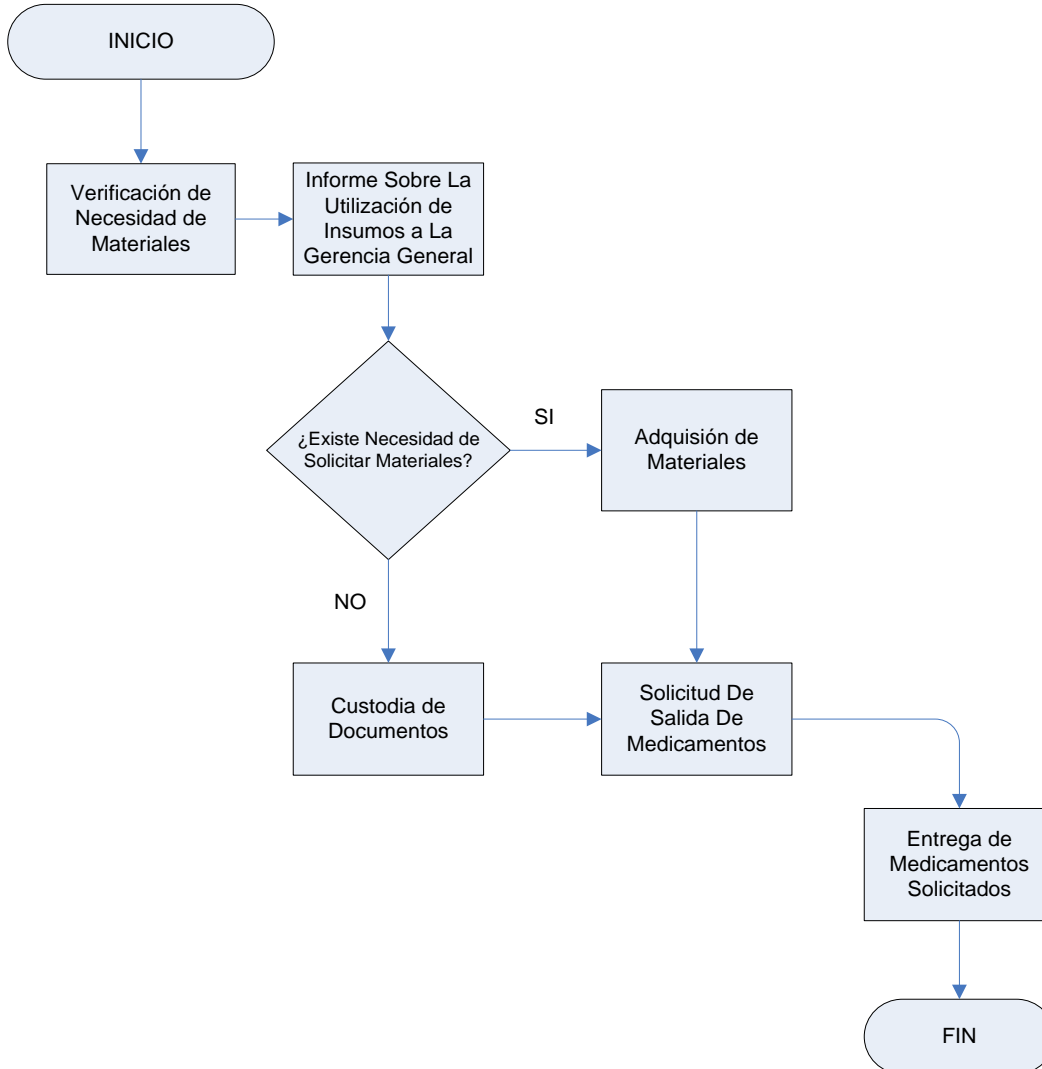 INICIO
Verificación de
Necesidad de
Materiales
Informe Sobre La
Utilización de
Insumos a La
Gerencia General
¿Existe Necesidad de
Solicitar Materiales?
SI
Adquisión de
Materiales
NO
Custodia de
Documentos
Solicitud De
Salida De
Medicamentos
Entrega de
Medicamentos
Solicitados
FIN